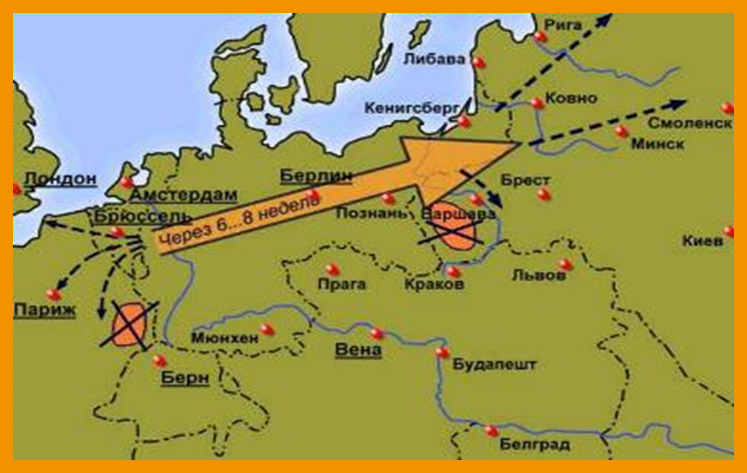 Рига
Либава
Кенигсберг
Ковно
Смоленск
Минск
Лондон
Амстердам
Берлин
Брест
Брюссель
Через 6...8 недель
Познань
Варшава
Киев
Прага
Краков
Львов
Париж
Мюнхен
Вена
Будапешт
Берн
Белград